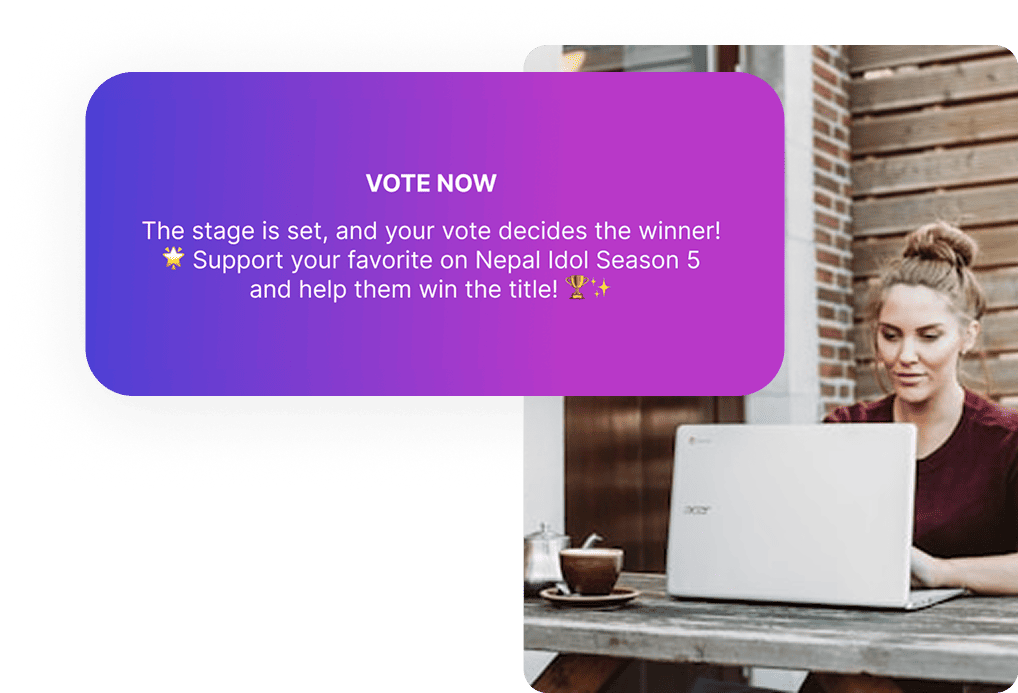 VOTE NOW
The stage is set, and your vote decides the winner!
🌟 Support your favorite on Nepal Idol Season 5
and help them win the title! 🏆✨
acer